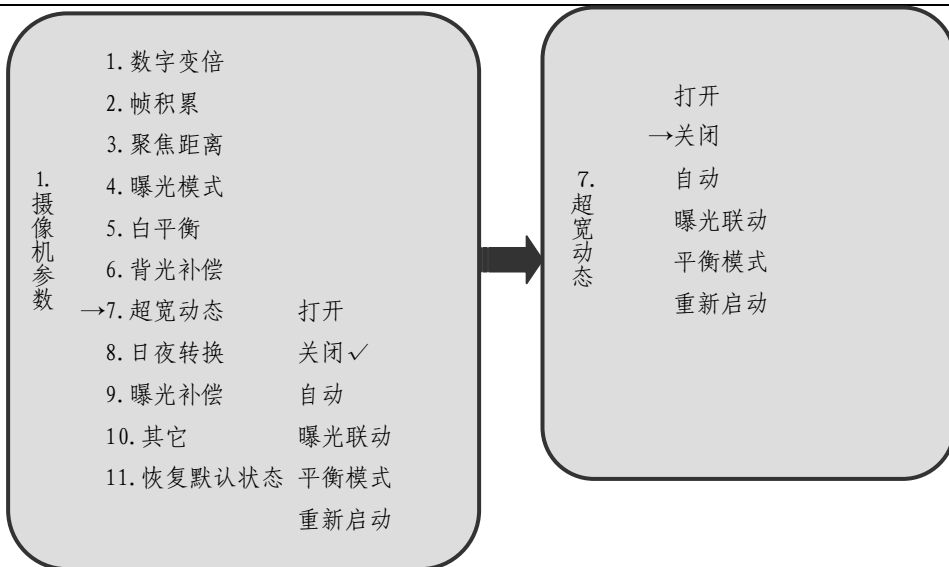 1.摄像机参数
1.数字变倍
2.帧积累
3.聚焦距离
4.曝光模式
5.白平衡
6.背光补偿
→7.超宽动态 打开
8.日夜转换 关闭✓
9.曝光补偿 自动
10.其它 曝光联动
11.恢复默认状态 平衡模式
重新启动
7.超宽动态
打开
→关闭
自动
曝光联动
平衡模式
重新启动